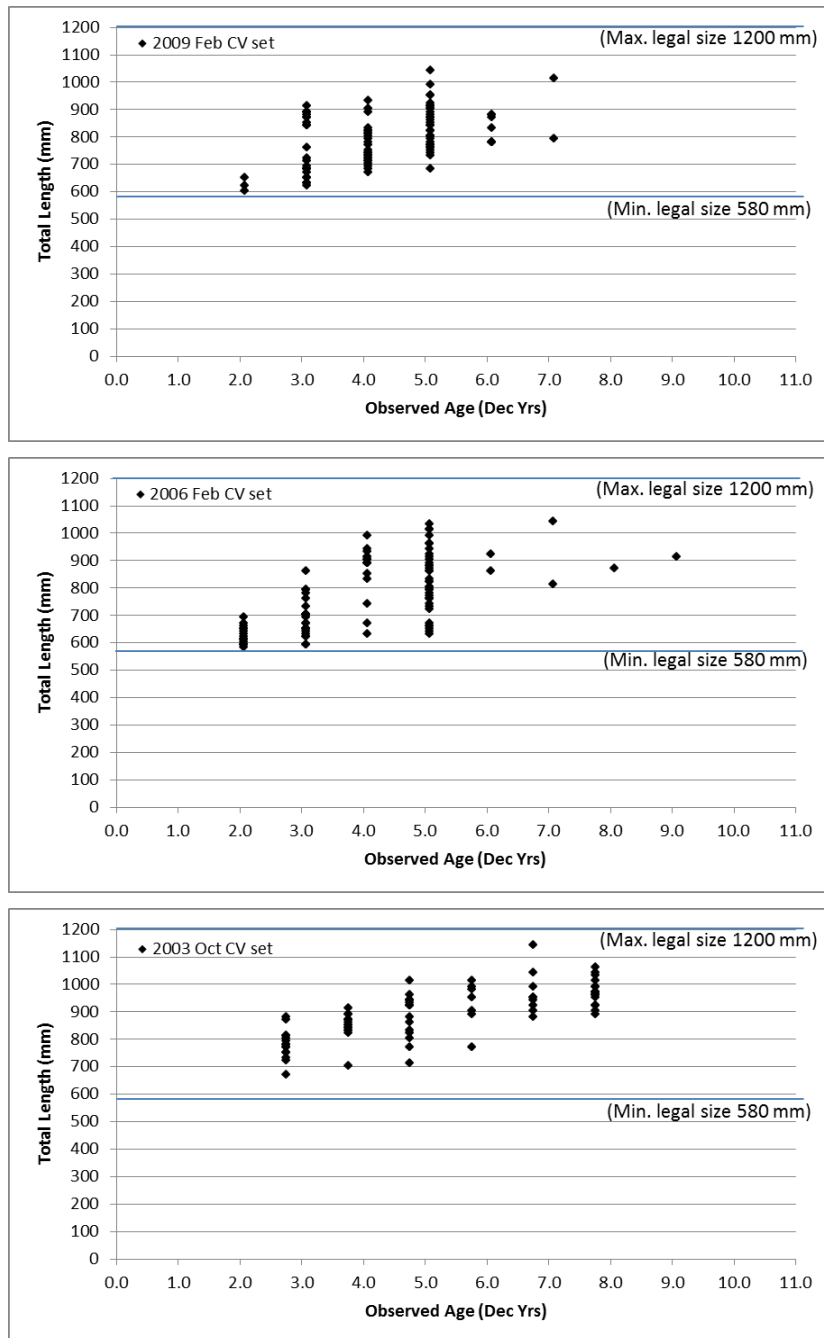 1200
(Max. legal size 1200 mm)
1100
2009 Feb CV set
1000
900
800
700
600
(Min. legal size 580 mm)
500
400
300
200
100
0
Total Length (mm)
0.0 1.0 2.0 3.0 4.0 5.0 6.0 7.0 8.0 9.0 10.0 11.0
Observed Age (Dec Yrs)
1200
(Max. legal size 1200 mm)
1100
2006 Feb CV set
1000
900
800
700
600
(Min. legal size 580 mm)
500
400
300
200
100
0
Total Length (mm)
0.0 1.0 2.0 3.0 4.0 5.0 6.0 7.0 8.0 9.0 10.0 11.0
Observed Age (Dec Yrs)
1200
(Max. legal size 1200 mm)
1100
2003 Oct CV set
1000
900
800
700
600
(Min. legal size 580 mm)
500
400
300
200
100
0
Total Length (mm)
0.0 1.0 2.0 3.0 4.0 5.0 6.0 7.0 8.0 9.0 10.0 11.0
Observed Age (Dec Yrs)